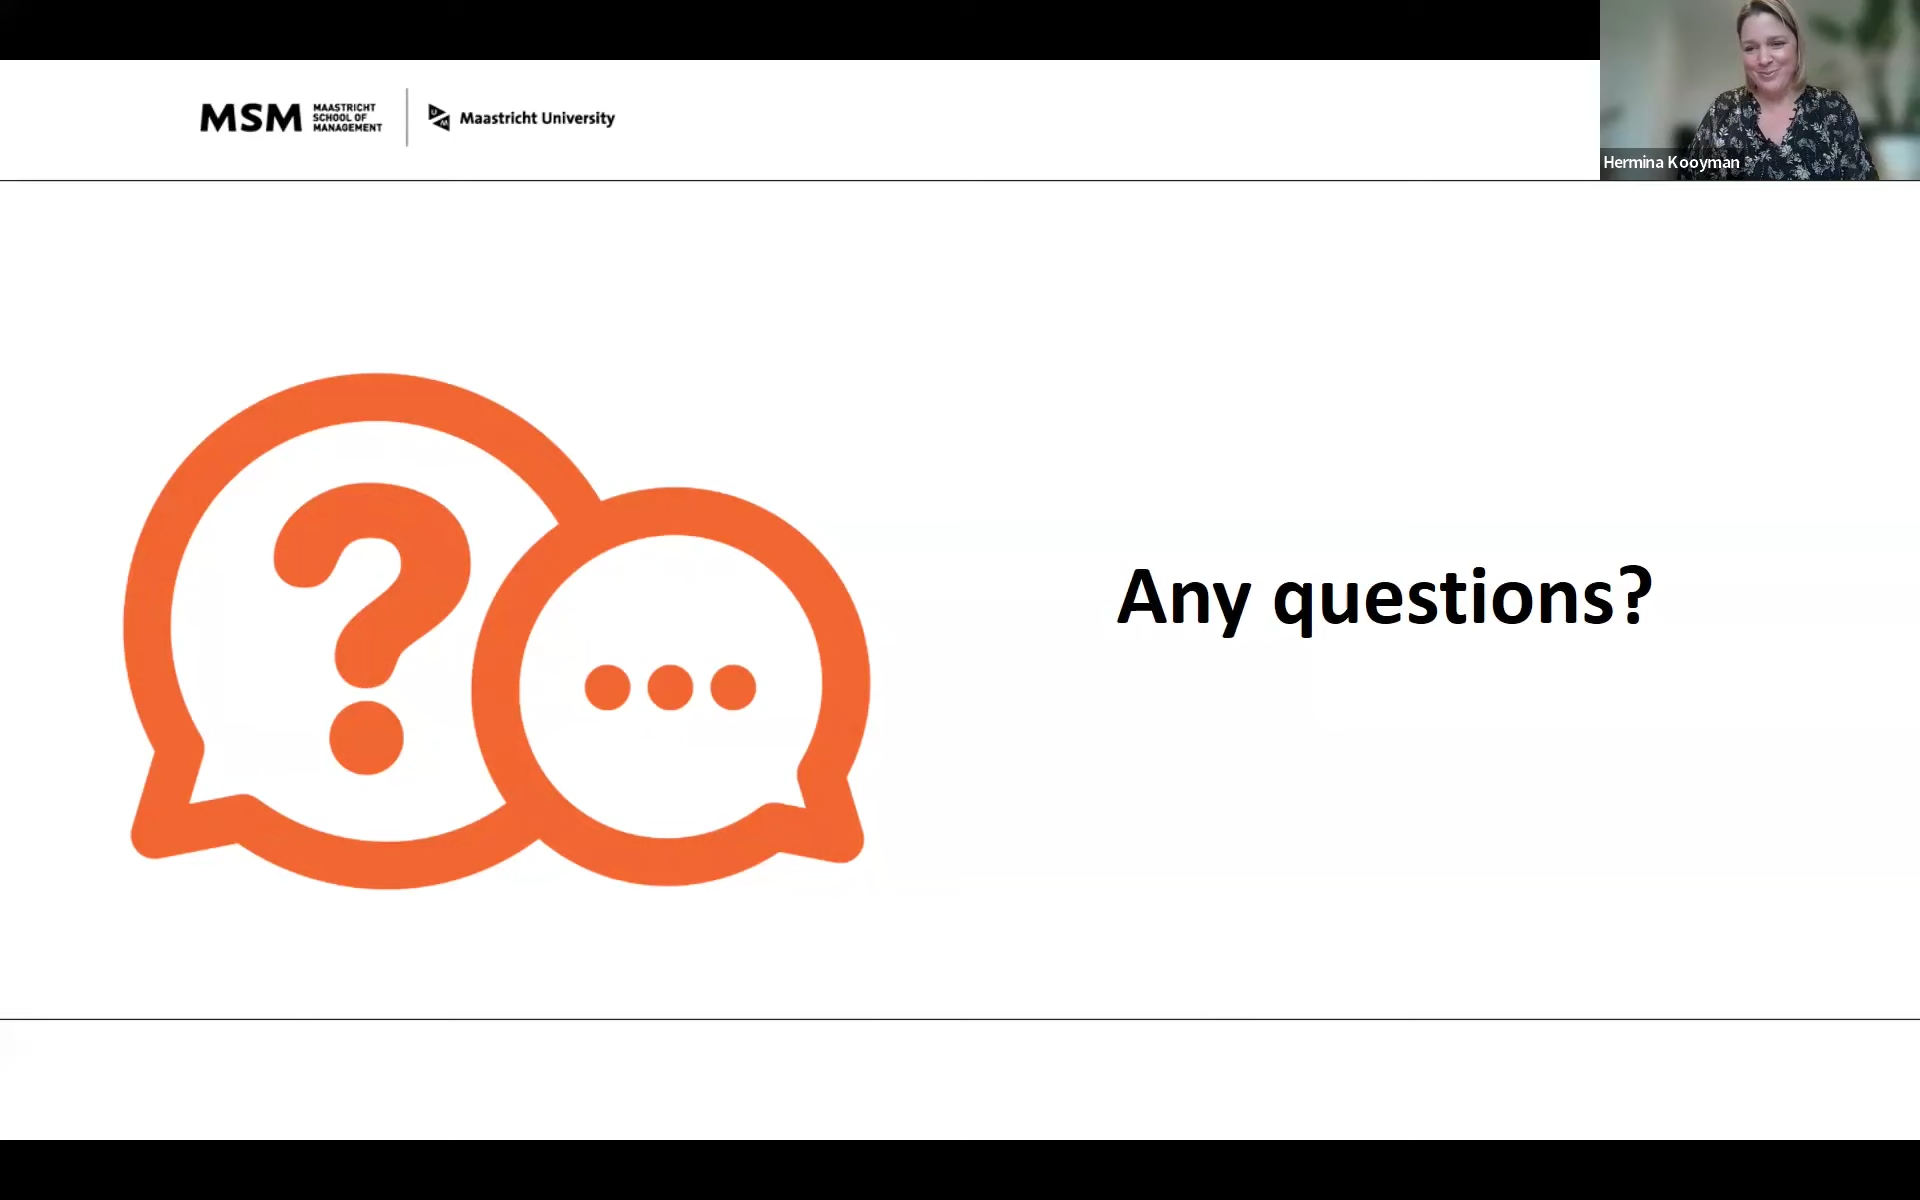 MSM
MAASTRICHT
SCHOOL OF
MANAGEMENT
Maastricht University
Hermina Kooyman
?
Any questions?